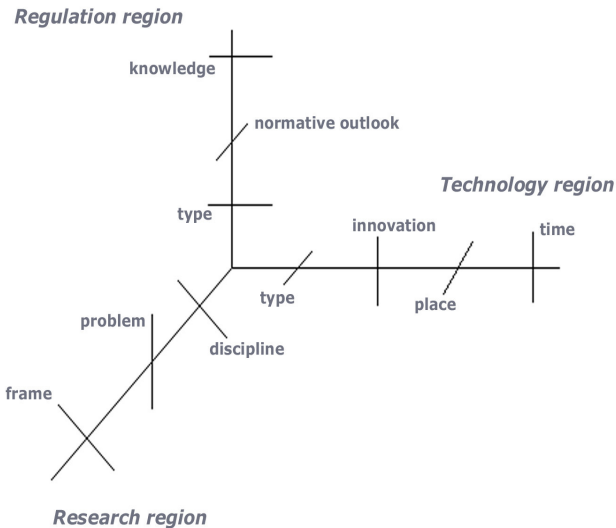 Regulation region
knowledge
normative outlook
Technology region
type
innovation
time
type
place
problem
discipline
frame
Research region